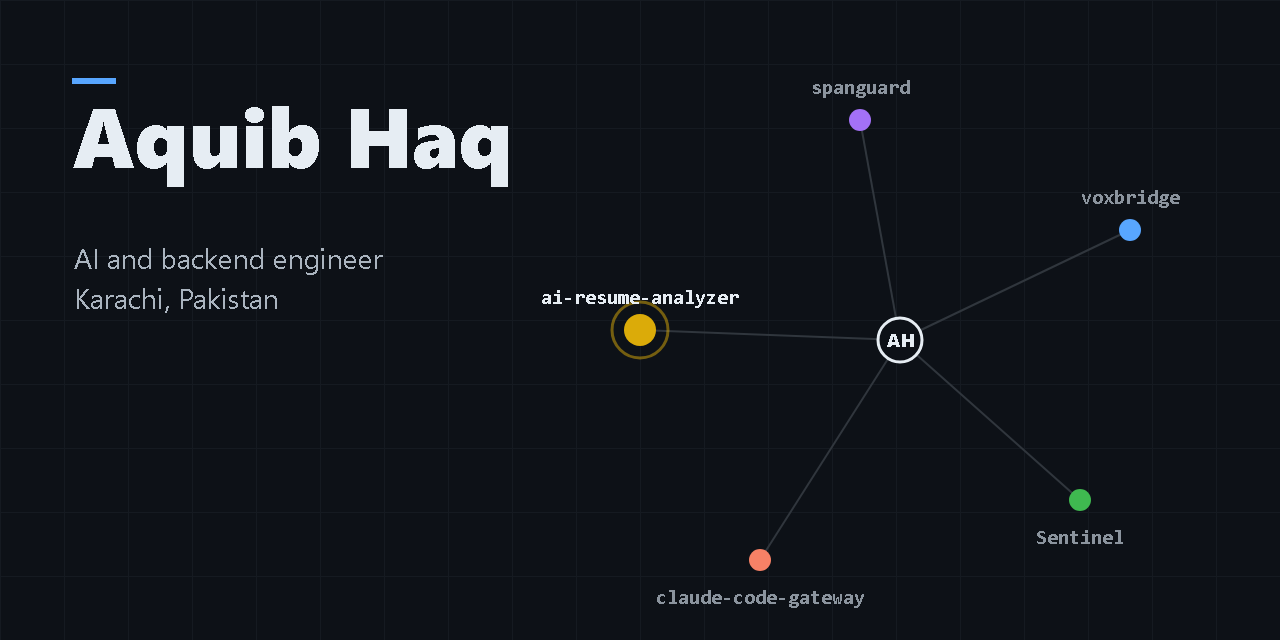 Aquib Haq
AI and backend engineer
Karachi, Pakistan
spanguard
voxbridge
ai-resume-analyzer
AH
Sentinel
claude-code-gateway